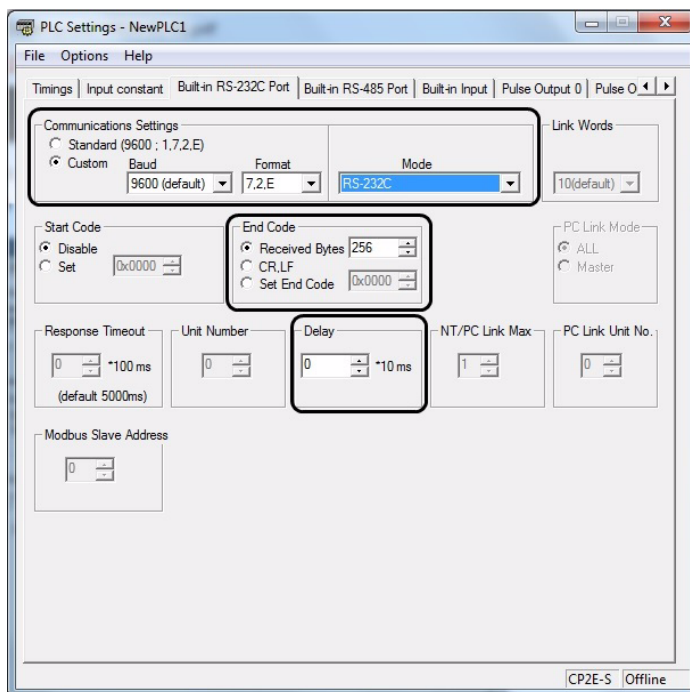 PLC Settings - NewPLC1
File Options Help
Timings Input constant Built-in RS-232C Port Built-in RS-485 Port Built-in Input Pulse Output 0 Pulse O
Communications Settings
Standard (9600 ; 1,7,2,E)
Custom Baud Format Mode
9600 (default) 7,2,E RS-232C
Link Words
10(default)
Start Code
Disable
Set 0x0000
End Code
Received Bytes 256
CR,LF
Set End Code 0x0000
PC Link Mode
ALL
Master
Response Timeout
0 *100 ms
(default 5000ms)
Unit Number
0
Delay
0 *10 ms
NT/PC Link Max
1
PC Link Unit No.
0
Modbus Slave Address
0
CP2E-S Offline